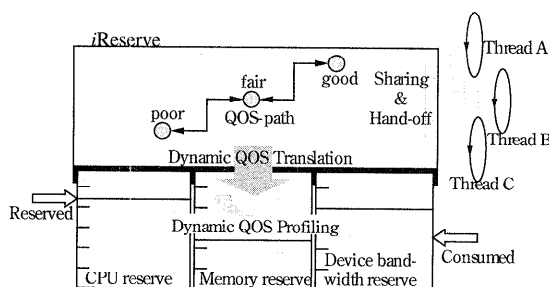 iReserve
Thread A
good
Sharing
&
Hand-off
fair
QOS-path
poor
Thread B
Dynamic QOS Translation
Thread C
Reserved
Dynamic QOS Profiling
Consumed
CPU reserve
Memory reserve
Device band-
width reserve